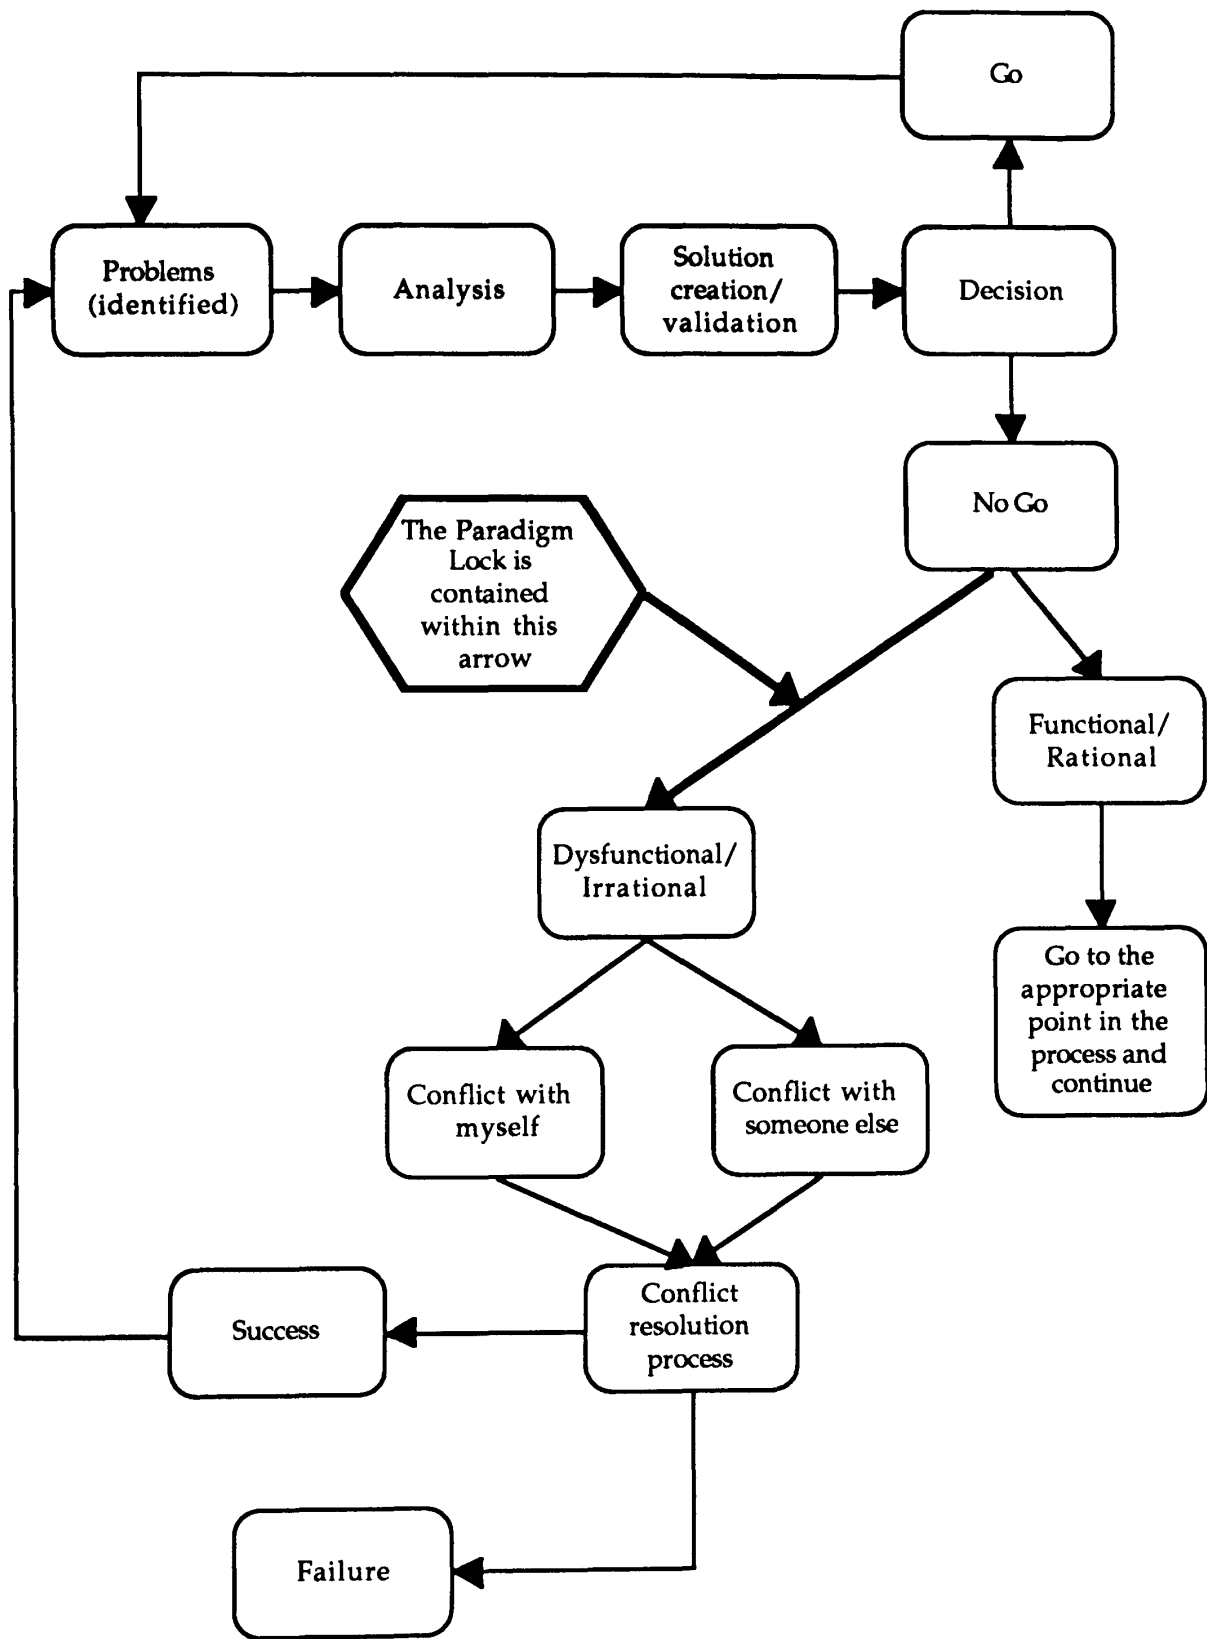 Go
Problems
(identified)
Analysis
Solution
creation/
validation
Decision
No Go
The Paradigm
Lock is
contained
within this
arrow
Functional/
Rational
Dysfunctional/
Irrational
Go to the
appropriate
point in the
process and
continue
Conflict with
myself
Conflict with
someone else
Conflict
resolution
process
Success
Failure